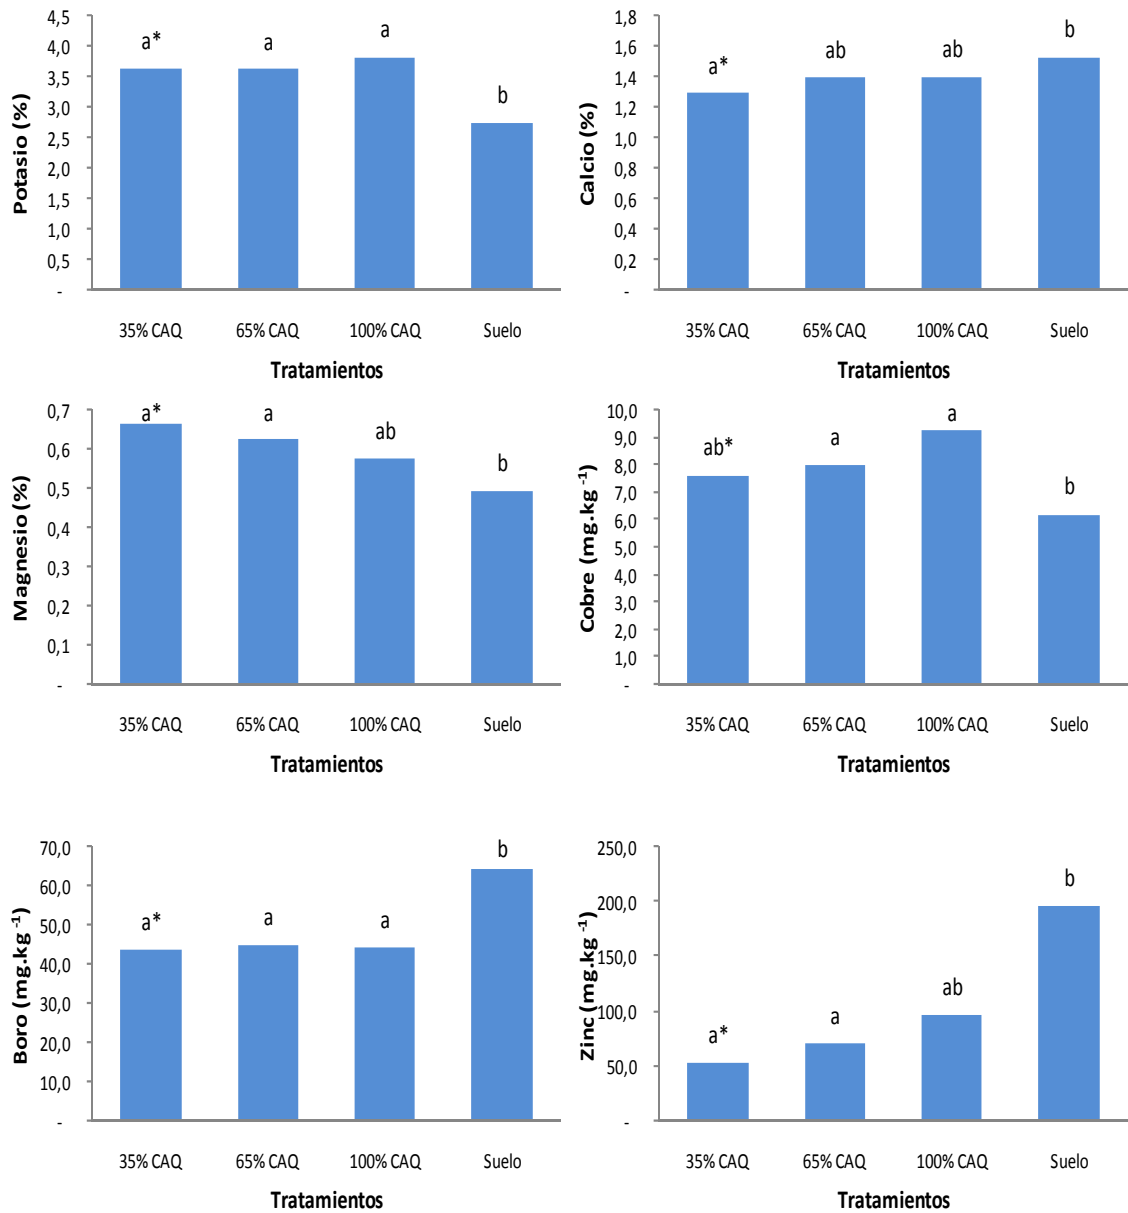 Potasio (%)
4,5
4,0
3,5
3,0
2,5
2,0
1,5
1,0
0,5
-
a*
a
a
b
35% CAQ 65% CAQ 100% CAQ Suelo
Tratamientos
Calcio (%)
1,8
1,6
1,4
1,2
1,0
0,8
0,6
0,4
0,2
-
a*
ab
ab
b
35% CAQ 65% CAQ 100% CAQ Suelo
Tratamientos
Magnesio (%)
0,7
0,6
0,5
0,4
0,3
0,2
0,1
-
a*
a
ab
b
35% CAQ 65% CAQ 100% CAQ Suelo
Tratamientos
Cobre (mg.kg -1)
10,0
9,0
8,0
7,0
6,0
5,0
4,0
3,0
2,0
1,0
-
ab*
a
a
b
35% CAQ 65% CAQ 100% CAQ Suelo
Tratamientos
Boro (mg.kg -1)
70,0
60,0
50,0
40,0
30,0
20,0
10,0
-
a*
a
a
b
35% CAQ 65% CAQ 100% CAQ Suelo
Tratamientos
Zinc (mg.kg -1)
250,0
200,0
150,0
100,0
50,0
-
a*
a
ab
b
35% CAQ 65% CAQ 100% CAQ Suelo
Tratamientos